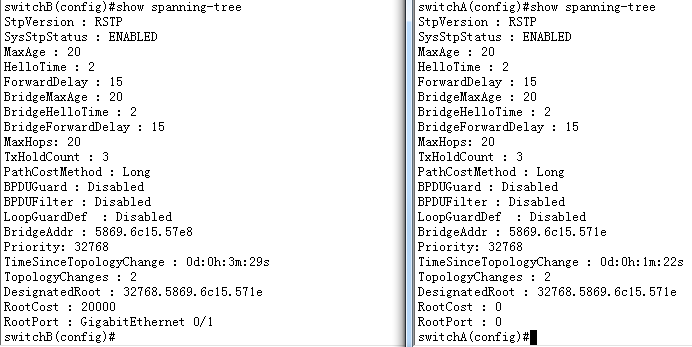 switchB(config)#show spanning-tree
StpVersion : RSTP
SysStpStatus : ENABLED
MaxAge : 20
HelloTime : 2
ForwardDelay : 15
BridgeMaxAge : 20
BridgeHelloTime : 2
BridgeForwardDelay : 15
MaxHops: 20
TxHoldCount : 3
PathCostMethod : Long
BPDUGuard : Disabled
BPDUFilter : Disabled
LoopGuardDef  : Disabled
BridgeAddr : 5869.6c15.57e8
Priority: 32768
TimeSinceTopologyChange : 0d:0h:3m:29s
TopologyChanges : 2
DesignatedRoot : 32768.5869.6c15.571e
RootCost : 20000
RootPort : GigabitEthernet 0/1
switchB(config)#
switchA(config)#show spanning-tree
StpVersion : RSTP
SysStpStatus : ENABLED
MaxAge : 20
HelloTime : 2
ForwardDelay : 15
BridgeMaxAge : 20
BridgeHelloTime : 2
BridgeForwardDelay : 15
MaxHops: 20
TxHoldCount : 3
PathCostMethod : Long
BPDUGuard : Disabled
BPDUFilter : Disabled
LoopGuardDef  : Disabled
BridgeAddr : 5869.6c15.571e
Priority: 32768
TimeSinceTopologyChange : 0d:0h:1m:22s
TopologyChanges : 2
DesignatedRoot : 32768.5869.6c15.571e
RootCost : 0
RootPort : 0
switchA(config)#